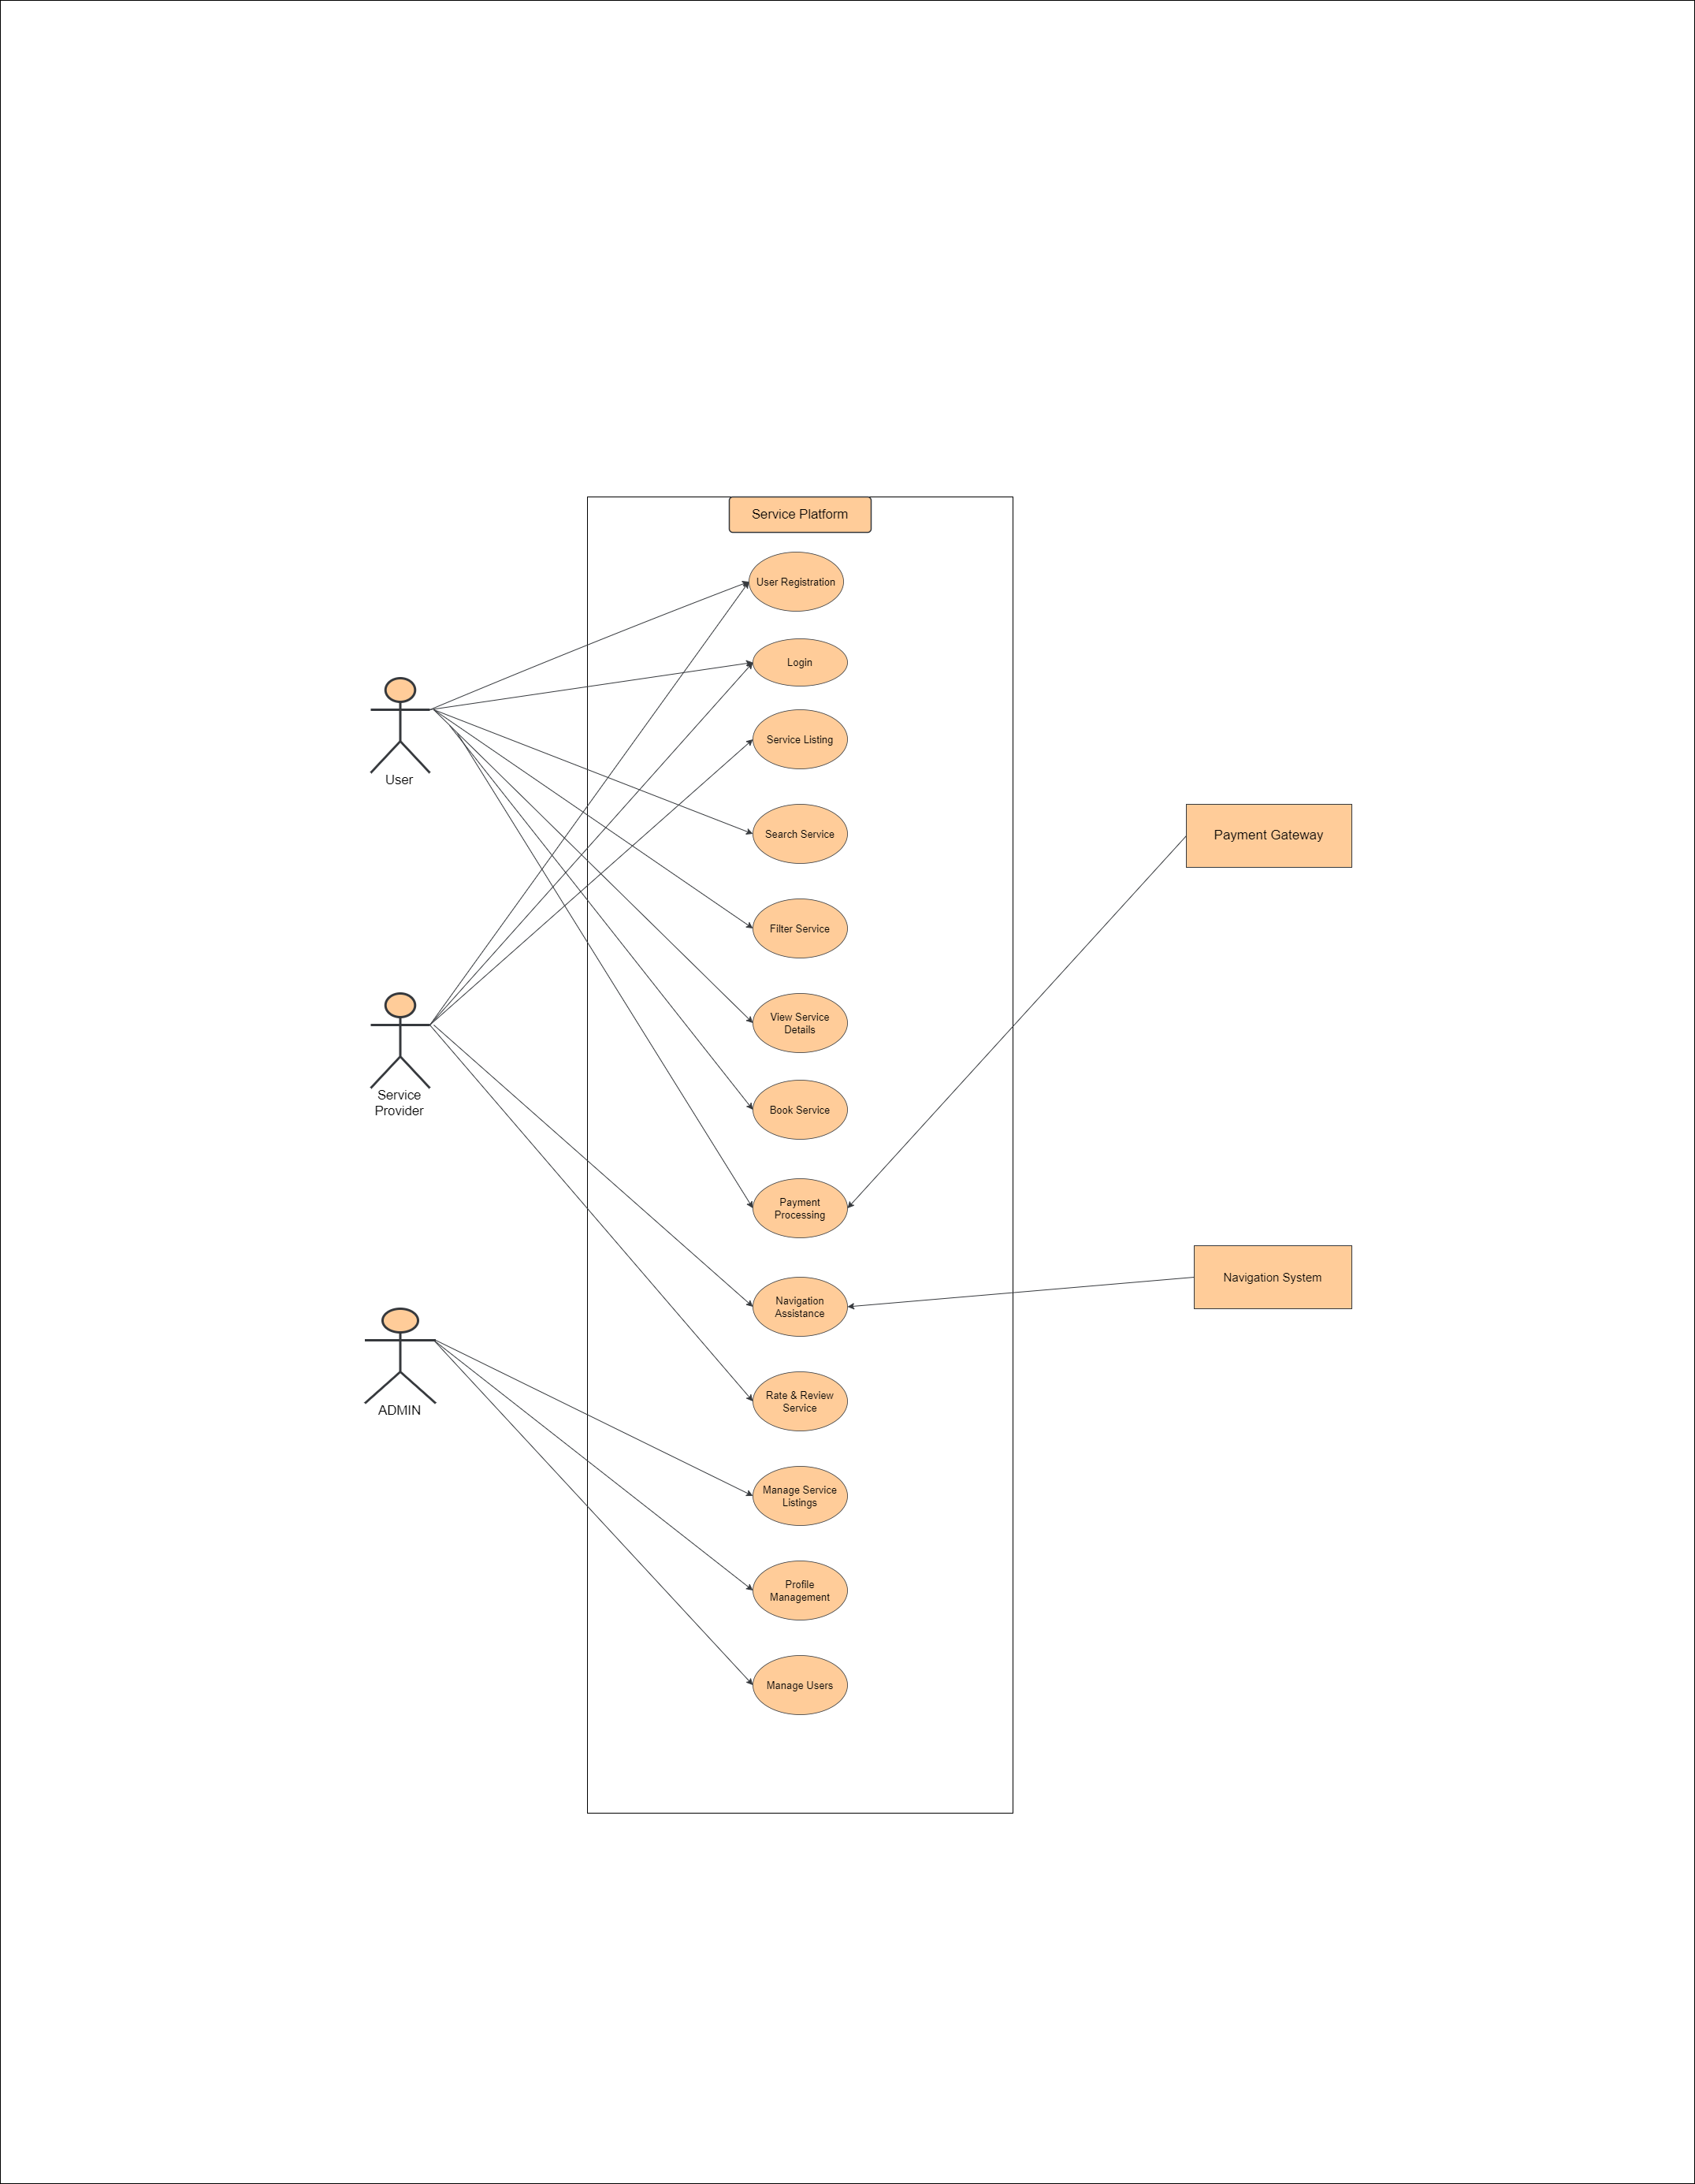 Service Platform
User Registration
Login
User
Service Listing
Search Service
Payment Gateway
Filter Service
View Service
Details
Service
Provider
Book Service
Payment
Processing
Navigation System
Navigation
Assistance
Rate & Review
Service
ADMIN
Manage Service
Listings
Profile
Management
Manage Users